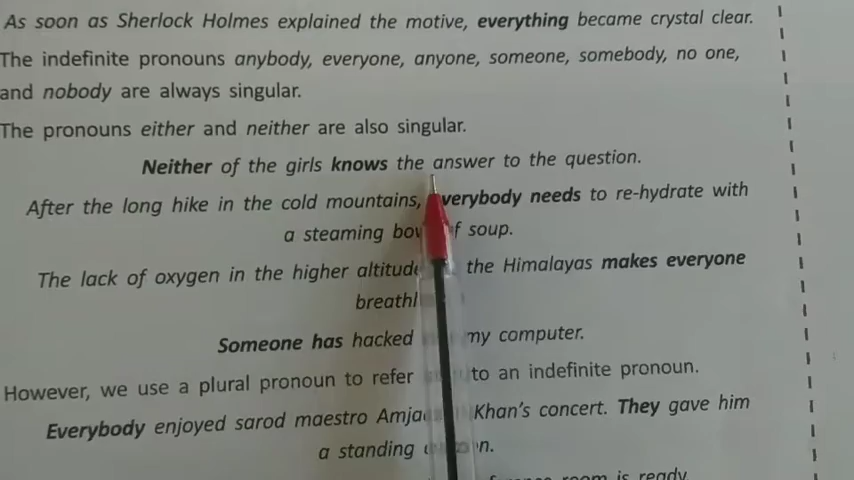 As soon as Sherlock Holmes explained the motive, everything became crystal clear.
The indefinite pronouns anybody, everyone, anyone, someone, somebody, no one,
and nobody are always singular.
The pronouns either and neither are also singular.
Neither of the girls knows the answer to the question.
After the long hike in the cold mountains, everybody needs to re-hydrate with
a steaming of soup.
The lack of oxygen in the higher the Himalayas makes everyone
Someone has hacked my computer.
However, we use a plural pronoun to refer to an indefinite pronoun.
Everybody enjoyed sarod maestro Khan's concert. They gave him
a standing
room is ready